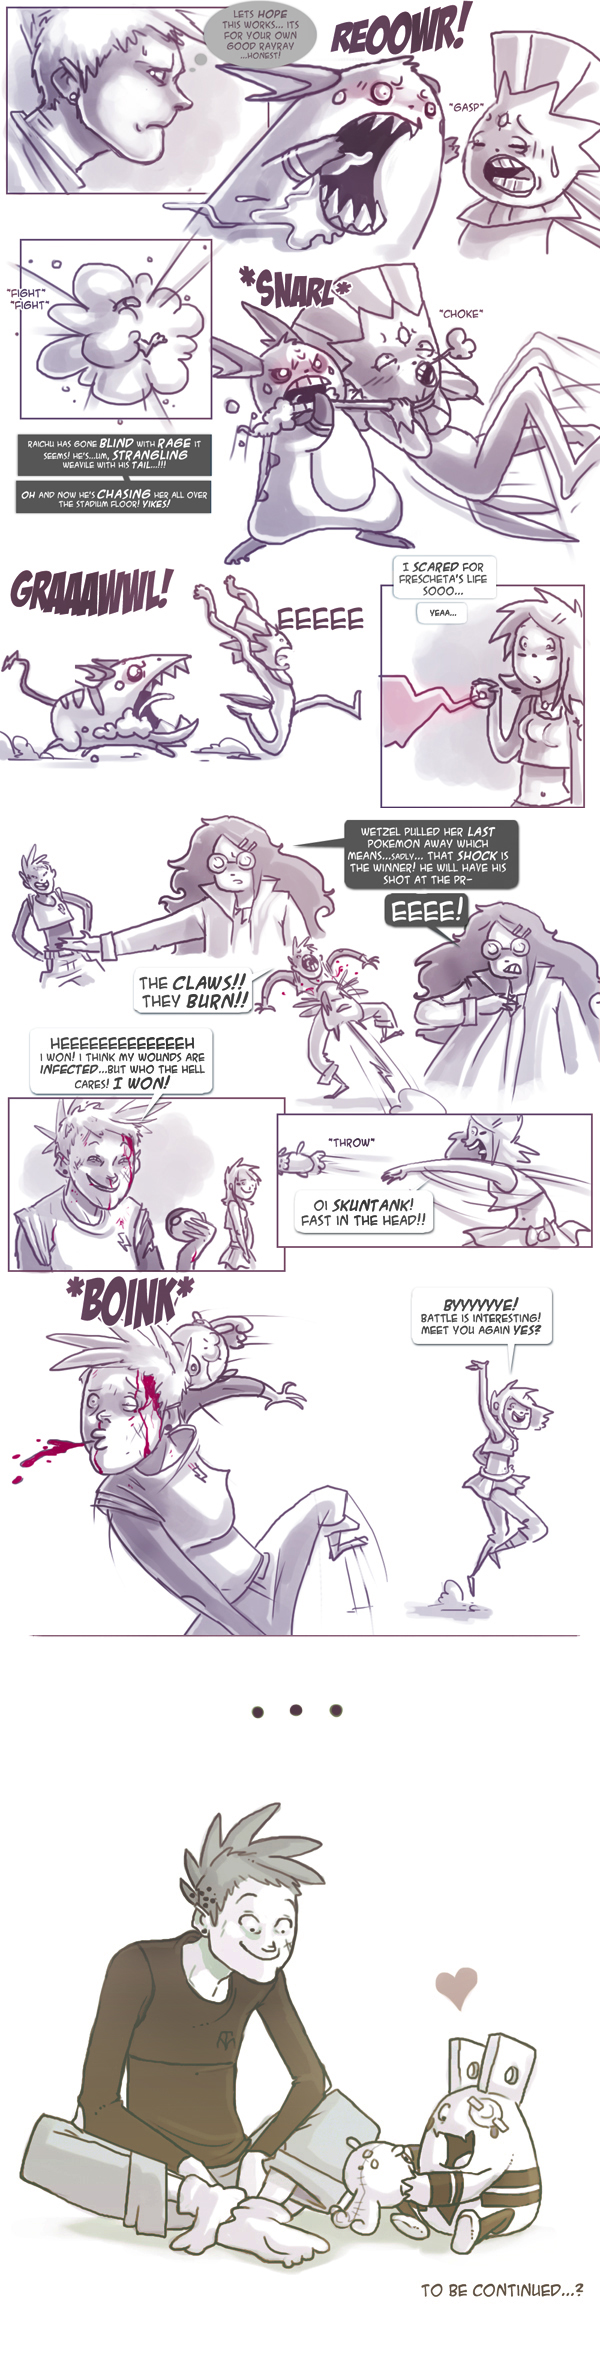 LETS HOPE
THIS WORKS... ITS
FOR YOUR OWN
GOOD RAYRAY
...HONEST!
REOOWR!
"GASP"
"FIGHT"
"FIGHT"
*SNARL*
"CHOKE"
RAICHU HAS GONE BLIND WITH RAGE IT
SEEMS! HE'S...UM, STRANGLING
WEAVILE WITH HIS TAIL...!!!
OH AND NOW HE'S CHASING HER ALL OVER
THE STADIUM FLOOR! YIKES!
GRAAAWWL!
EEEEE
I SCARED FOR
FRESCHETA'S LIFE
SOOO...
YEAA...
WETZEL PULLED HER LAST
POKEMON AWAY WHICH
MEANS...SADLY... THAT SHOCK IS
THE WINNER! HE WILL HAVE HIS
SHOT AT THE PR-
EEEE!
THE CLAWS!!
THEY BURN!!
HEEEEEEEEEEEEEH
I WON! I THINK MY WOUNDS ARE
INFECTED...BUT WHO THE HELL
CARES! I WON!
"THROW"
OI SKUNTANK!
FAST IN THE HEAD!!
*BOINK*
BYYYYYYE!
BATTLE IS INTERESTING!
MEET YOU AGAIN YES?
TO BE CONTINUED...?